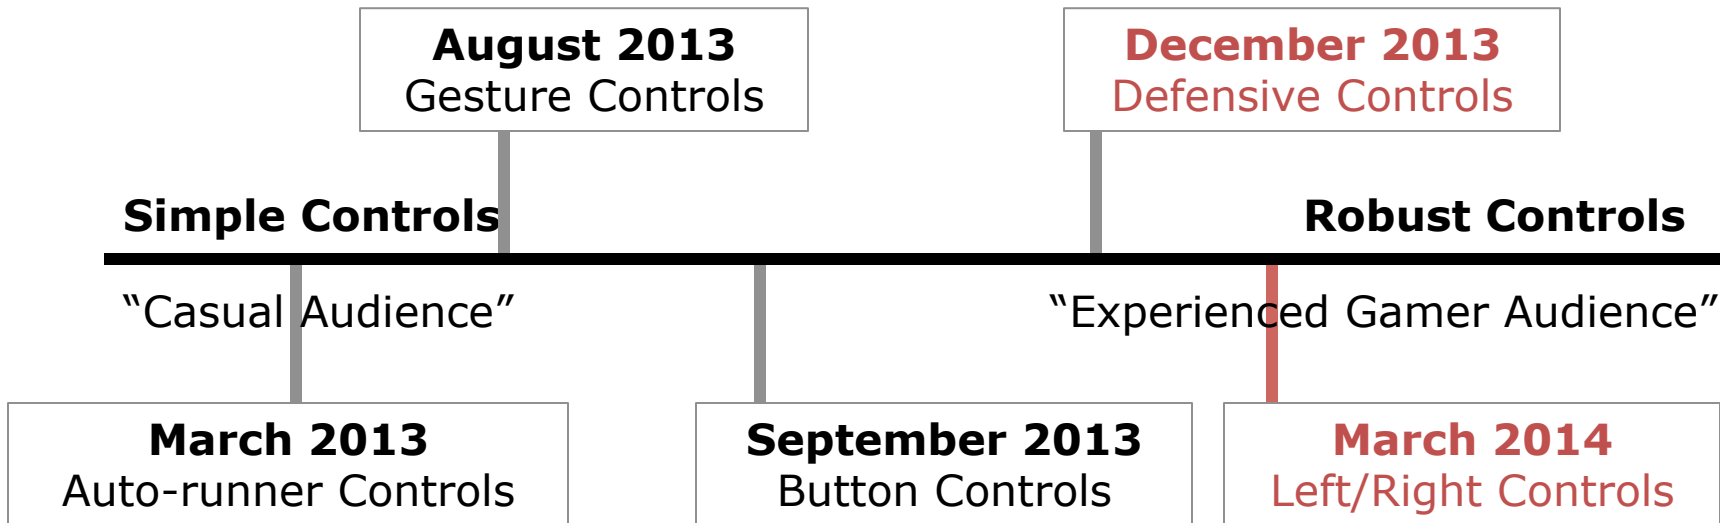 August 2013
Gesture Controls
December 2013
Defensive Controls
Simple Controls
Robust Controls
“Casual Audience”
“Experienced Gamer Audience”
March 2013
Auto-runner Controls
September 2013
Button Controls
March 2014
Left/Right Controls